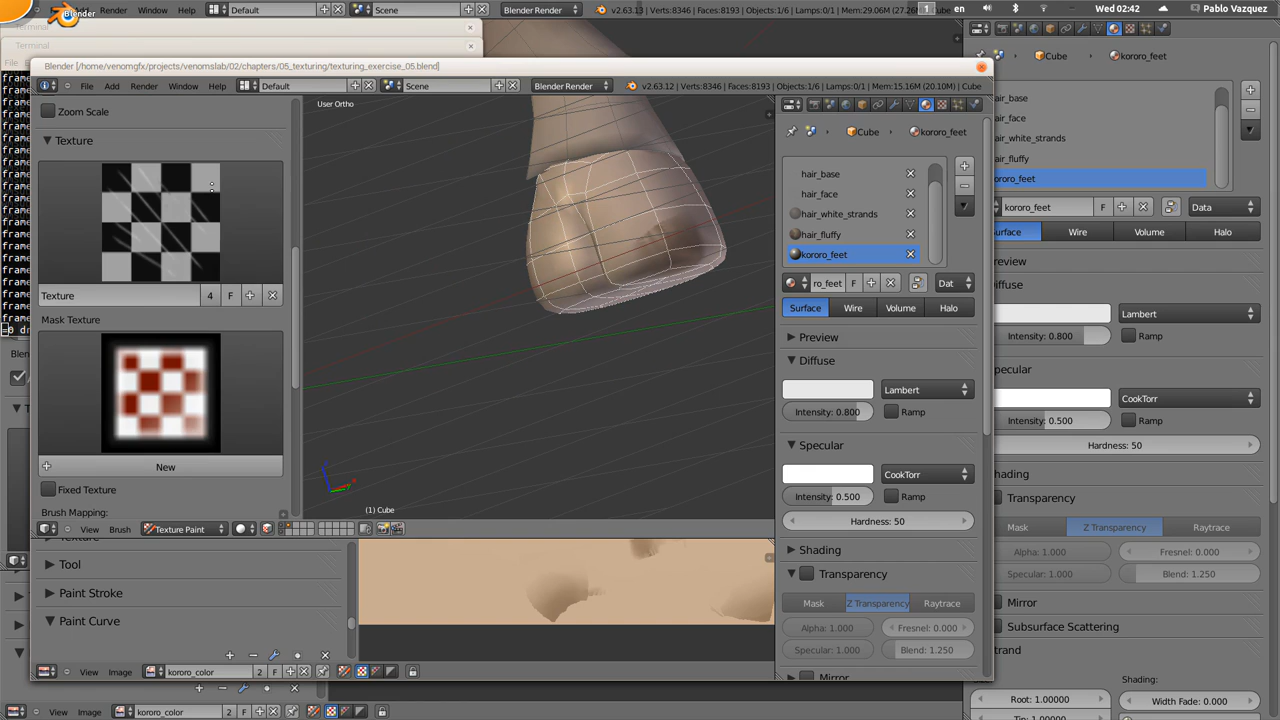 Blender
Default
Scene
Blender Render
v2.63.13 | Verts:8346 | Faces:8193 | Objects:1/6 | Lamps:0/1 | Mem:29.06M (27.26M)
1
en
Wed 02:42
Pablo Vazquez
Terminal
Terminal
Blender [/home/venomgfx/projects/venomslab/02/chapters/05_texturing/texturing_exercise_05.blend]
File
Add
Render
Window
Help
Default
Scene
Blender Render
v2.63.12 | Verts:8346 | Faces:8193 | Objects:1/6 | Lamps:0/1 | Mem:15.16M (20.10M) | Cube
Zoom Scale
Texture
Texture
4
F
Mask Texture
New
Fixed Texture
Brush Mapping:
View
Brush
Texture Paint
User Ortho
(1) Cube
Tool
Paint Stroke
Paint Curve
View
Image
kororo_color
2
F
View
Image
kororo_color
2
F
Cube
kororo_feet
hair_base
hair_face
hair_white_strands
hair_fluffy
kororo_feet
ro_feet
F
Dat
Surface
Wire
Volume
Halo
Preview
Diffuse
Lambert
Intensity: 0.800
Ramp
Specular
CookTorr
Intensity: 0.500
Ramp
Hardness: 50
Shading
Transparency
Mask
Z Transparency
Raytrace
Alpha: 1.000
Fresnel: 0.000
Specular: 1.000
Blend: 1.250
Mirror
Cube
kororo_feet
hair_white_strands
kororo_feet
F
Data
Wire
Volume
Halo
Lambert
Intensity: 0.800
Ramp
CookTorr
Intensity: 0.500
Ramp
Hardness: 50
Transparency
Mask
Z Transparency
Raytrace
Alpha: 1.000
Fresnel: 0.000
Specular: 1.000
Blend: 1.250
Mirror
Subsurface Scattering
Shading:
Root: 1.00000
Width Fade: 0.000